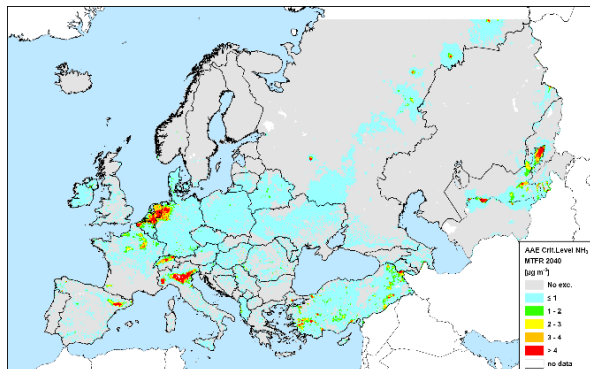 AAE Crit.Level NH₃
MTFR 2040
[µg m⁻³]
No exc.
≤ 1
1 - 2
2 - 3
3 - 4
> 4
no data